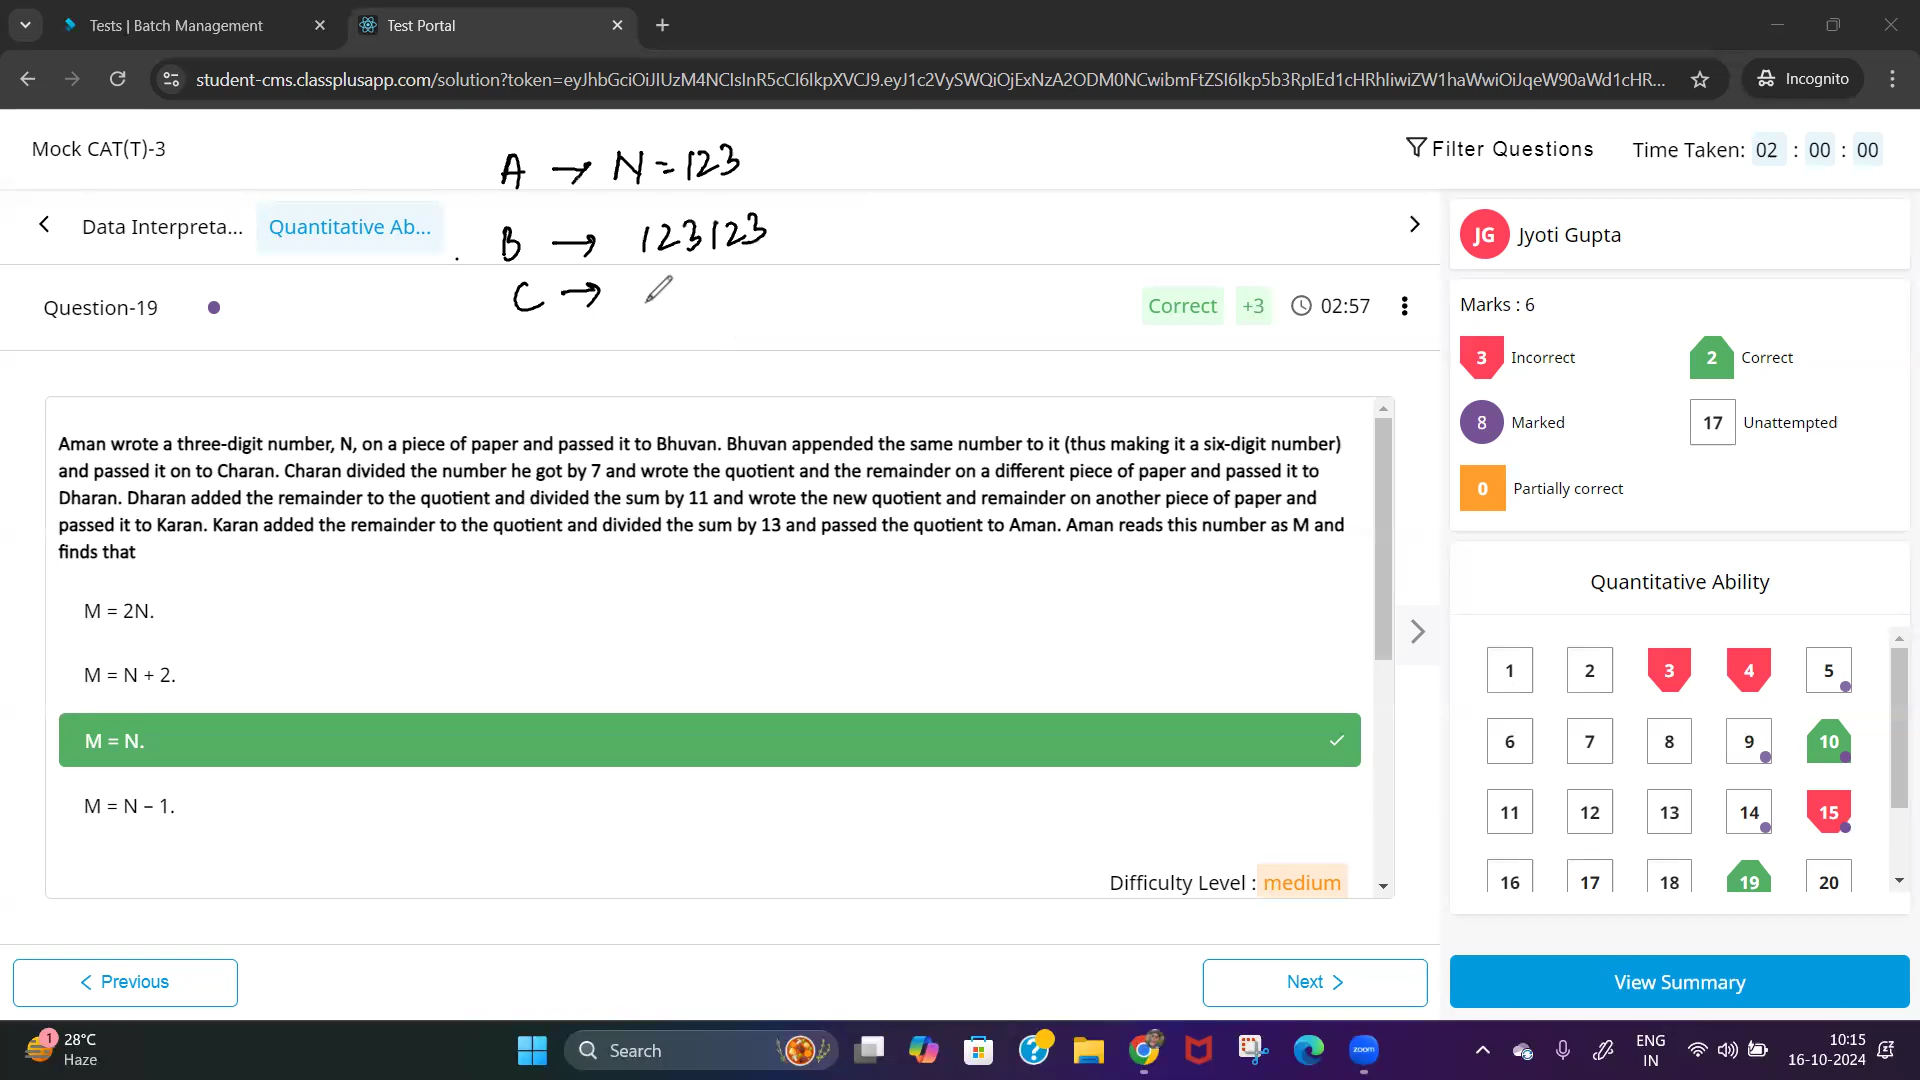 Tests | Batch Management
Test Portal
student-cms.classplusapp.com/solution?token=eyJhbGciOiJIUzM4NCIsInR5cCI6IkpXVCJ9.eyJ1c2VySWQiOjExNzA2ODM0NCwibmFtZSI6Ikp5b3RpIEd1cHRhIiwiZW1haWwiOiJqeW90aWd1cHR...
Incognito
Mock CAT(T)-3
A → N = 123
Filter Questions
Time Taken: 02 : 00 : 00
Data Interpreta...
Quantitative Ab...
B → 123123
JG
Jyoti Gupta
Question-19
C →
Correct
+3
02:57
Marks : 6
3 Incorrect
2 Correct
8 Marked
17 Unattempted
0 Partially correct
Aman wrote a three-digit number, N, on a piece of paper and passed it to Bhuvan. Bhuvan appended the same number to it (thus making it a six-digit number)
and passed it on to Charan. Charan divided the number he got by 7 and wrote the quotient and the remainder on a different piece of paper and passed it to
Dharan. Dharan added the remainder to the quotient and divided the sum by 11 and wrote the new quotient and remainder on another piece of paper and
passed it to Karan. Karan added the remainder to the quotient and divided the sum by 13 and passed the quotient to Aman. Aman reads this number as M and
finds that
M = 2N.
M = N + 2.
M = N.
M = N – 1.
Difficulty Level : medium
Quantitative Ability
1 2 3 4 5
6 7 8 9 10
11 12 13 14 15
16 17 18 19 20
Previous
Next
View Summary
1
28°C
Haze
Search
zoom
ENG
IN
10:15
16-10-2024